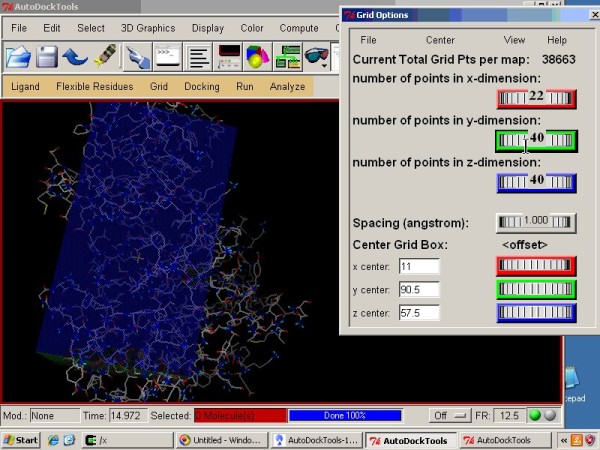 AutoDockTools
File Edit Select 3D Graphics Display Color Compute
Ligand Flexible Residues Grid Docking Run Analyze
Grid Options
File Center View Help
Current Total Grid Pts per map: 38663
number of points in x-dimension:
22
number of points in y-dimension:
40
number of points in z-dimension:
40
Spacing (angstrom): 1.000
Center Grid Box: <offset>
x center: 11
y center: 90.5
z center: 57.5
Mod.: None Time: 14.972 Selected: 0 Molecule(s) Done 100% Off FR: 12.5
Start /x Untitled - Windo... AutoDockTools-1... AutoDockTools AutoDockTools